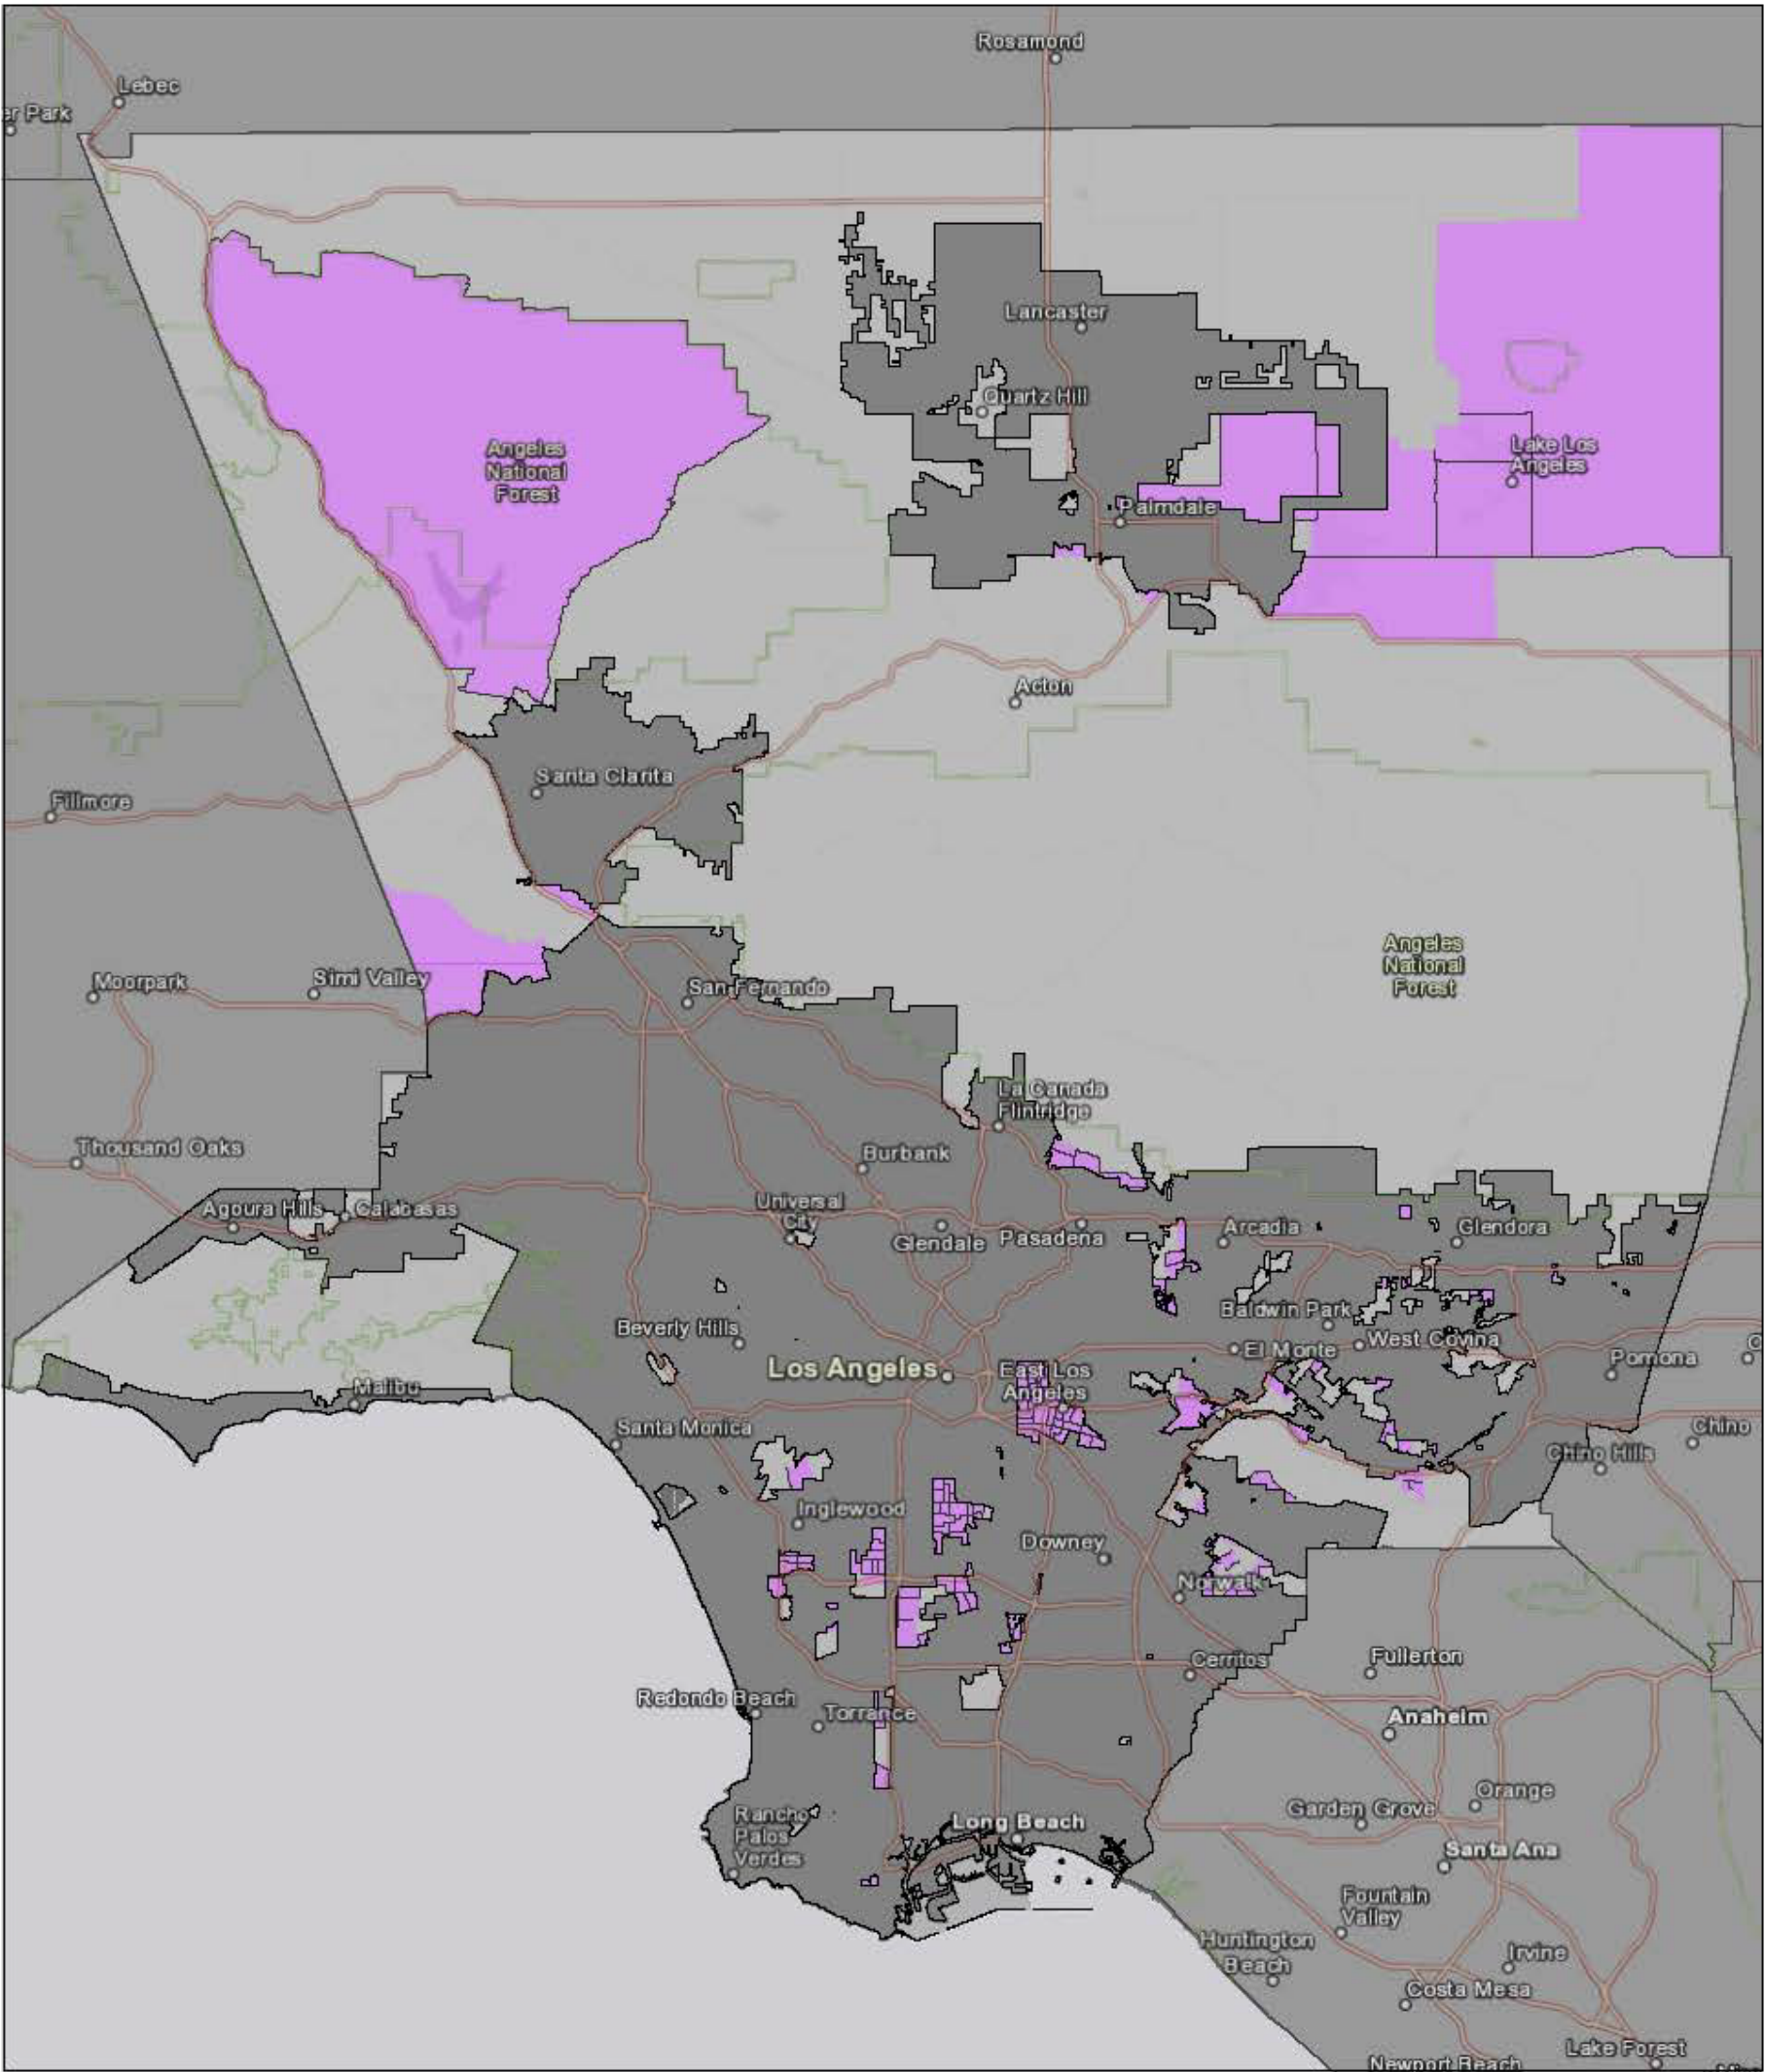 Rosamond
Lebec
er Park
Lancaster
Quartz Hill
Angeles
National
Forest
Lake Los
Angeles
Palmdale
Acton
Santa Clarita
Fillmore
Angeles
National
Forest
Moorpark
Simi Valley
San Fernando
La Canada
Flintridge
Thousand Oaks
Burbank
Agoura Hills
Calabasas
Universal
City
Glendale
Pasadena
Arcadia
Glendora
Baldwin Park
Beverly Hills
El Monte
West Covina
Los Angeles
East Los
Angeles
Pomona
Malibu
Santa Monica
Chino
Chino Hills
Inglewood
Downey
Norwalk
Cerritos
Fullerton
Redondo Beach
Torrance
Anaheim
Orange
Garden Grove
Rancho
Palos
Verdes
Long Beach
Santa Ana
Fountain
Valley
Huntington
Beach
Irvine
Costa Mesa
Lake Forest
Newport Beach